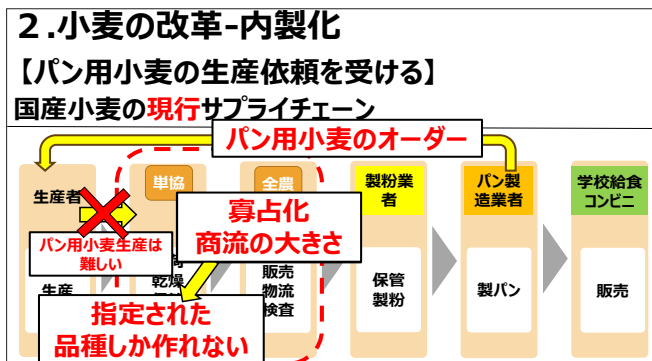 ２.小麦の改革-内製化
【パン用小麦の生産依頼を受ける】
国産小麦の現行サプライチェーン
パン用小麦のオーダー
生産者
単協
全農
製粉業
者
パン製
造業者
学校給食
コンビニ
パン用小麦生産は
難しい
寡占化
商流の大きさ
生産
乾燥
販売
物流
検査
保管
製粉
製パン
販売
指定された
品種しか作れない